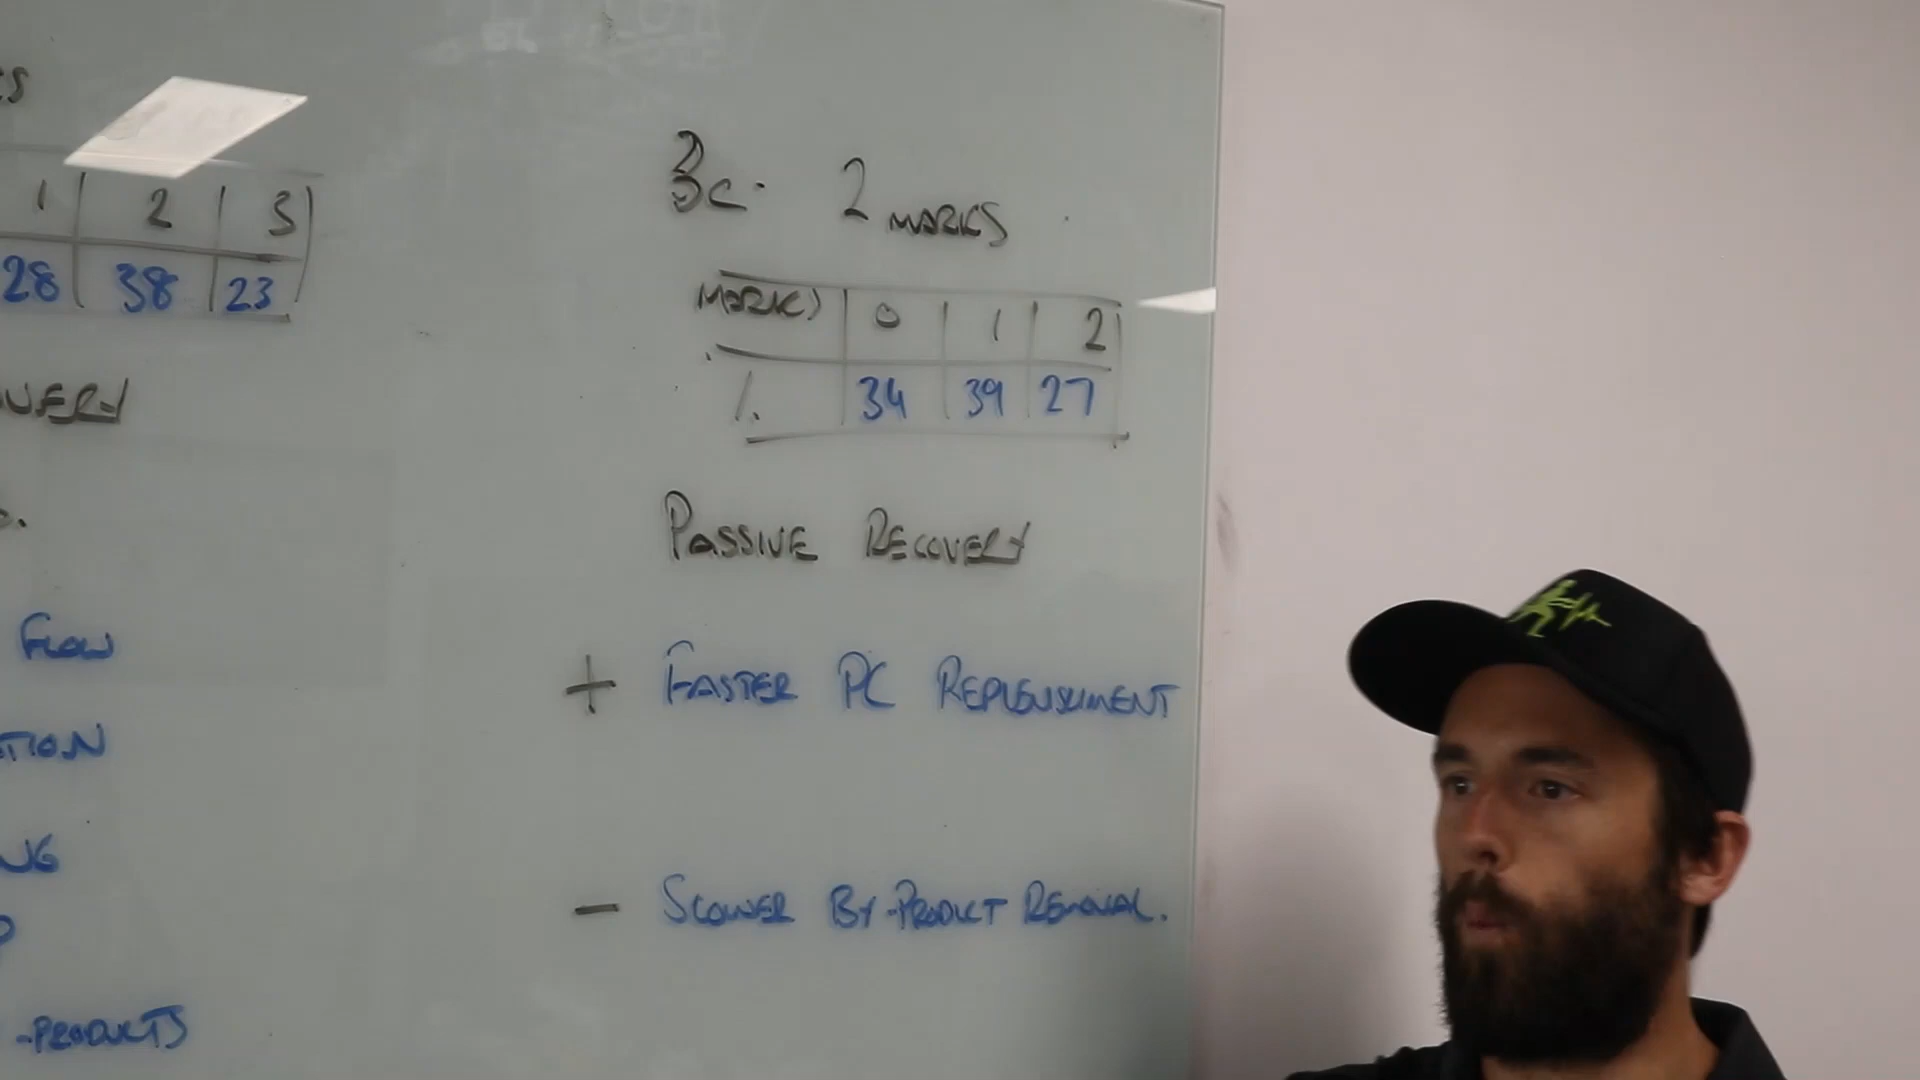 1 2 3
28 38 23
FLOW
-PRODUCTS
3c. 2 MARKS
MARKS 0 1 2
% 34 39 27
PASSIVE RECOVERY
+ FASTER PC REPLENISHMENT
- SLOWER BY-PRODUCT REMOVAL.